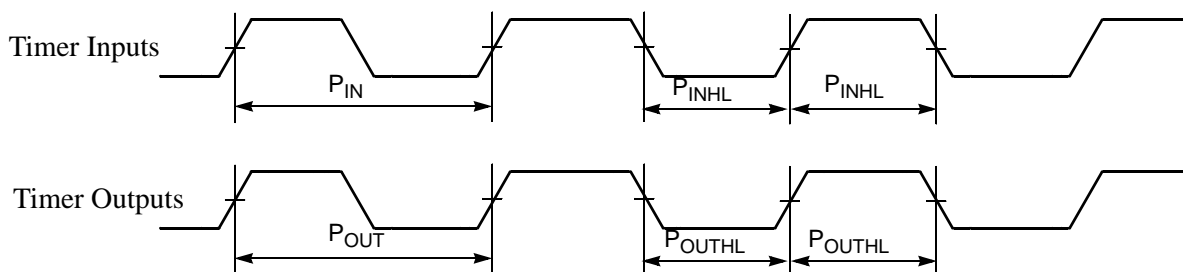 Timer Inputs
P_IN
P_INHL
P_INHL
Timer Outputs
P_OUT
P_OUTHL
P_OUTHL